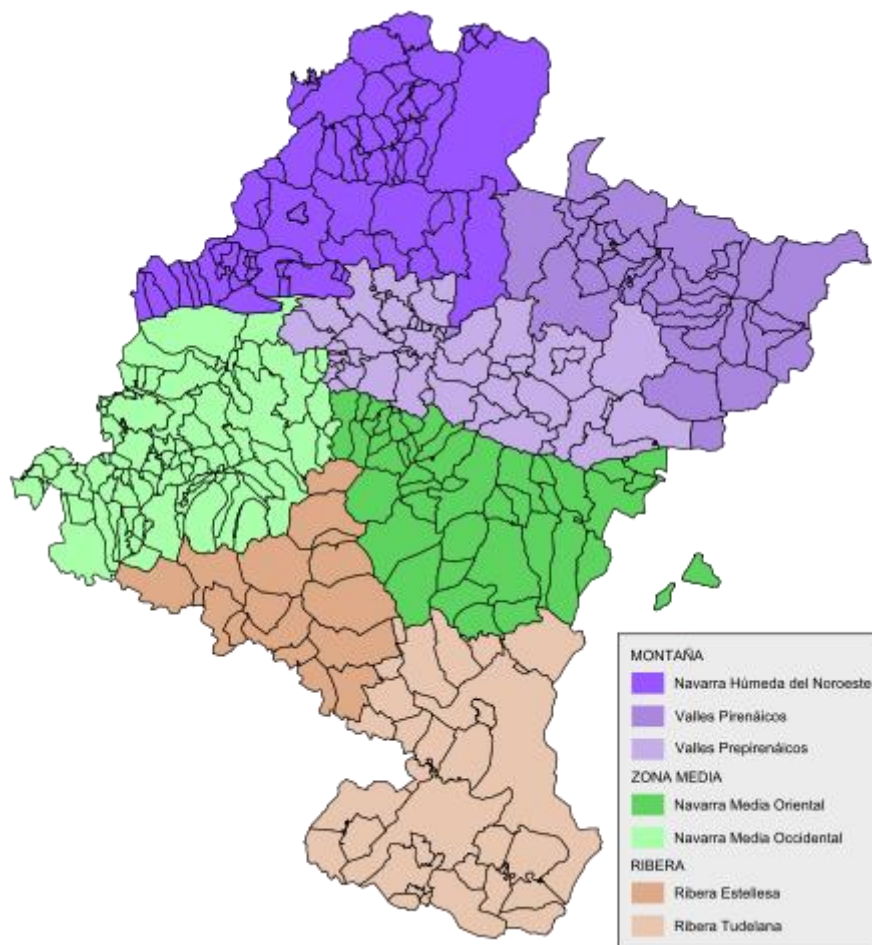 MONTAÑA
Navarra Húmeda del Noroeste
Valles Pirenáicos
Valles Prepirenáicos
ZONA MEDIA
Navarra Media Oriental
Navarra Media Occidental
RIBERA
Ribera Estellesa
Ribera Tudelana